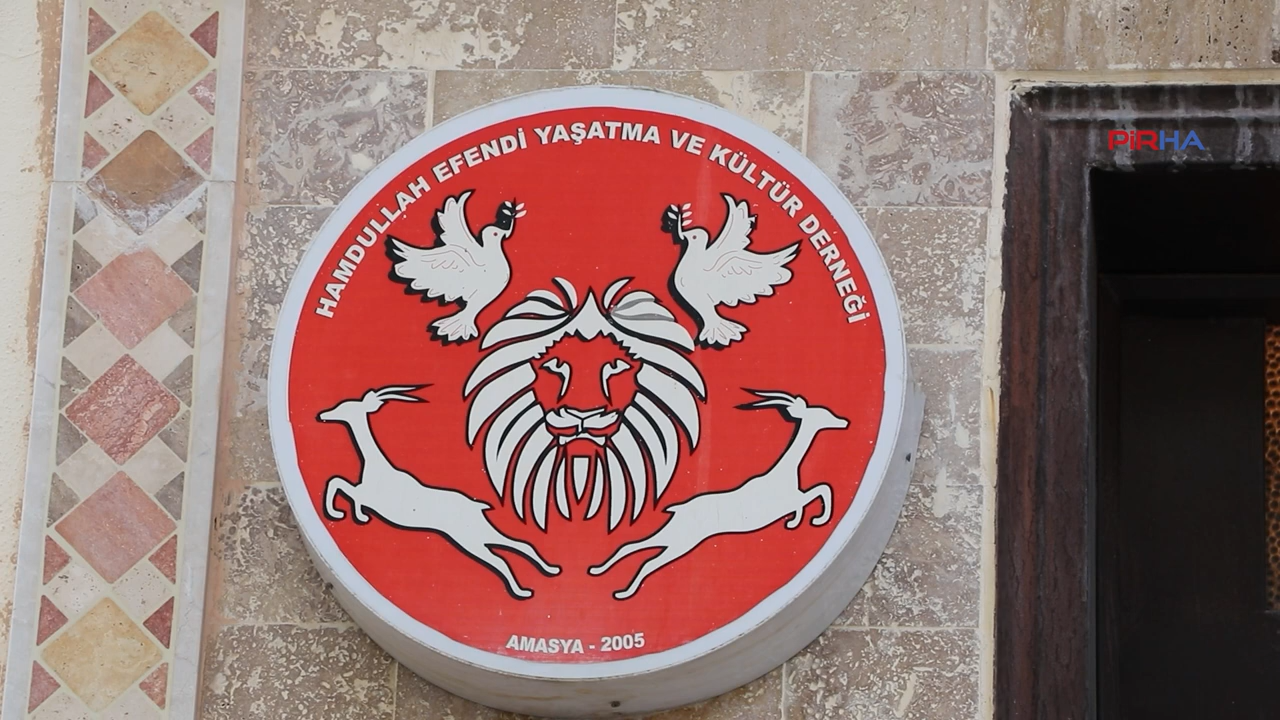 HAMDULLAH EFENDİ YAŞATMA VE KÜLTÜR DERNEĞİ
AMASYA - 2005
PİRHA